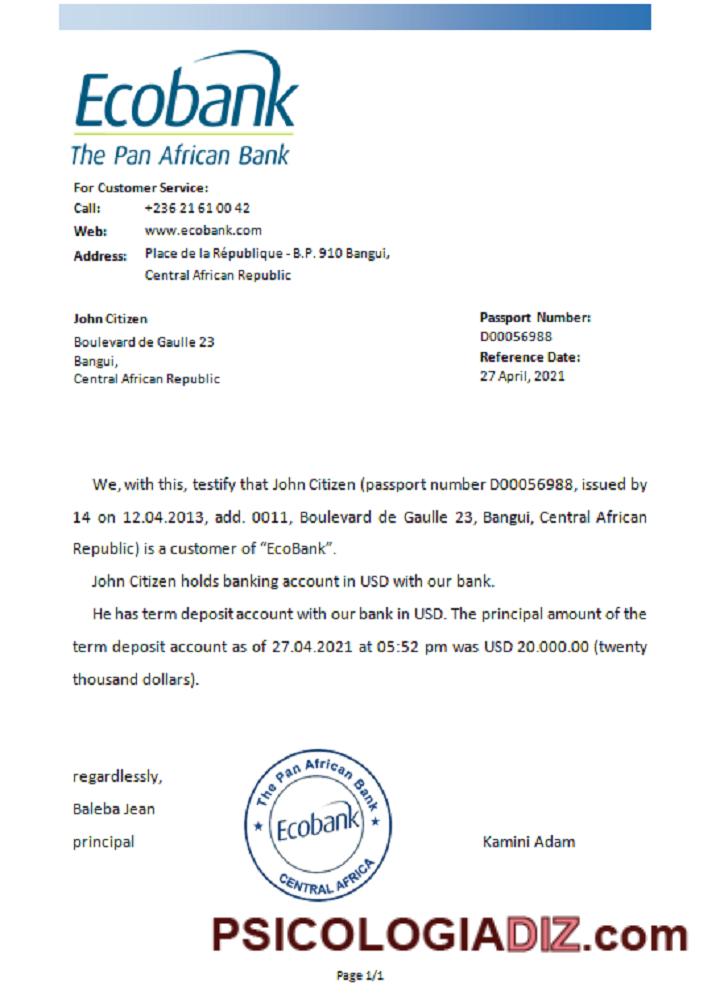 Ecobank
The Pan African Bank
For Customer Service:
Call: +236 21 61 00 42
Web: www.ecobank.com
Address: Place de la République - B.P. 910 Bangui,
Central African Republic
John Citizen
Boulevard de Gaulle 23
Bangui,
Central African Republic
Passport Number:
D00056988
Reference Date:
27 April, 2021
We, with this, testify that John Citizen (passport number D00056988, issued by
14 on 12.04.2013, add. 0011, Boulevard de Gaulle 23, Bangui, Central African
Republic) is a customer of “EcoBank”.
John Citizen holds banking account in USD with our bank.
He has term deposit account with our bank in USD. The principal amount of the
term deposit account as of 27.04.2021 at 05:52 pm was USD 20.000.00 (twenty
thousand dollars).
regardlessly,
Baleba Jean
principal
The Pan African Bank
Ecobank
CENTRAL AFRICA
Kamini Adam
PSICOLOGIADIZ.com
Page 1/1